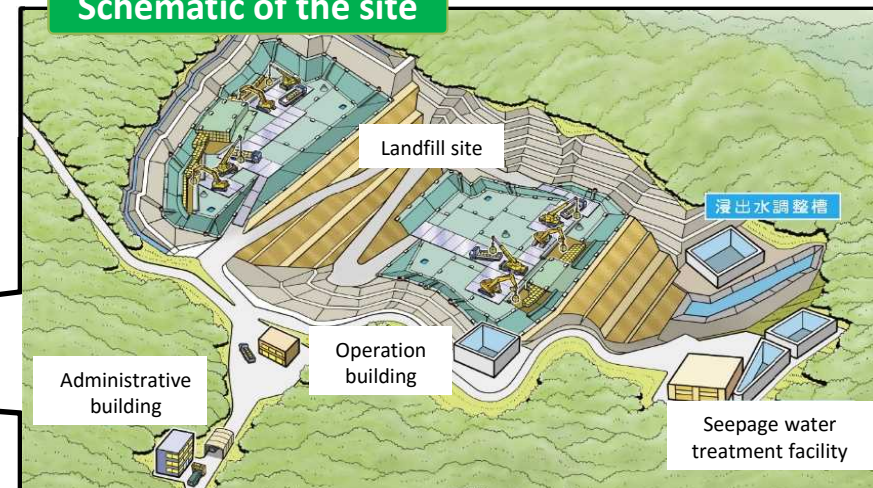 Schematic of the site
Landfill site
浸出水調整槽
Operation
building
Administrative
building
Seepage water
treatment facility